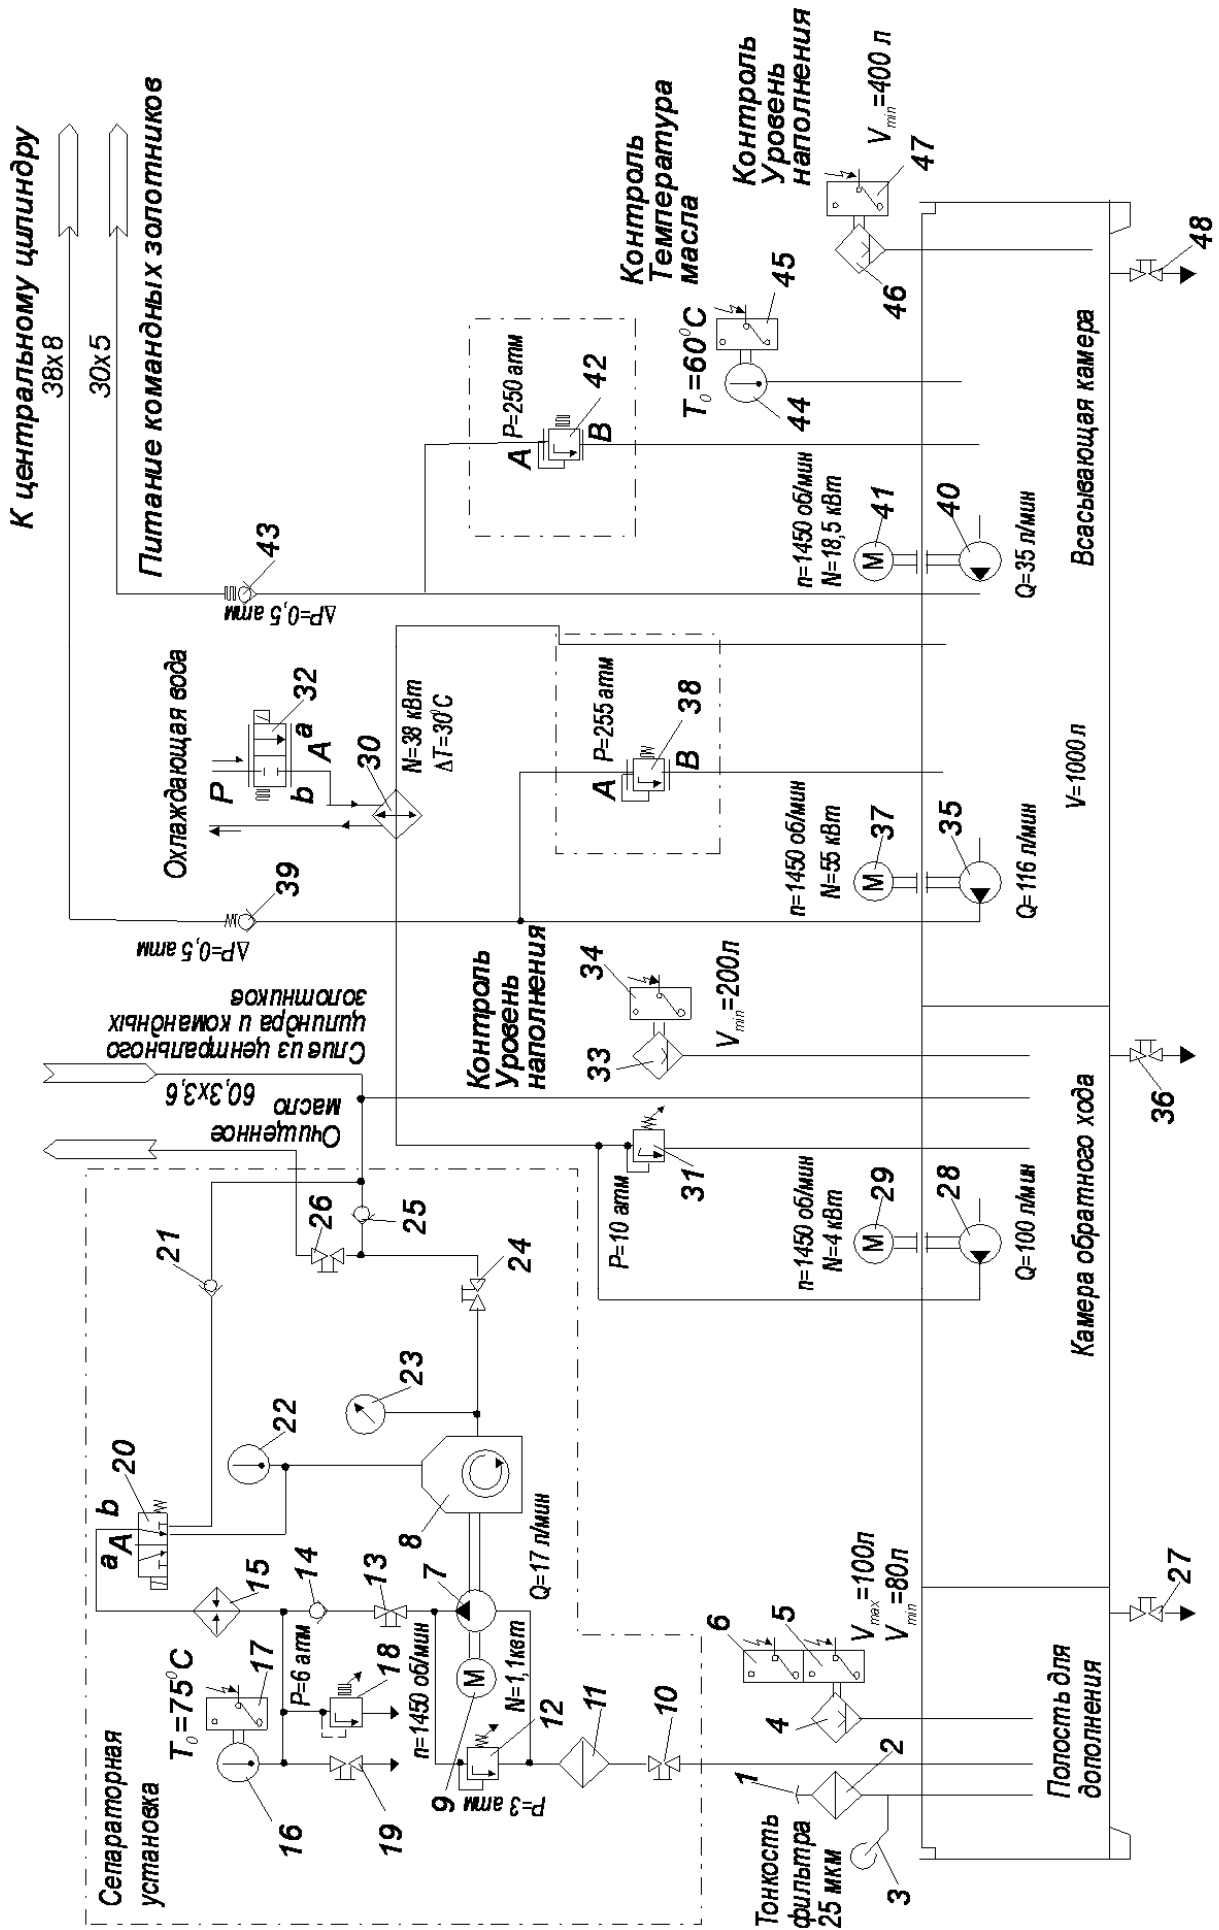 К центральному цилиндру
38x8
30x5
Питание командных золотников
ΔP=0,5 атм
43
Охлаждающая вода
P
b
A
a
32
30
N=38 кВт
ΔT=30°C
ΔP=0,5 атм
39
Слив из центрального
цилиндра и командных
золотников
60,3x3,6
Очищенное
масло
Сепараторная
установка
a
A
b
20
21
22
23
24
25
26
T₀=75°C
15
14
13
16
17
P=6 атм
18
19
n=1450 об/мин
7
8
Q=17 л/мин
9
N=1,1квт
P=3 атм
12
11
10
Контроль
Уровень
наполнения
33
34
Vmin=200л
P=10 атм
31
n=1450 об/мин
N=4 кВт
29
28
Q=100 л/мин
P=255 атм
A
B
38
n=1450 об/мин
N=55 кВт
37
35
Q=116 л/мин
P=250 атм
A
B
42
n=1450 об/мин
N=18,5 кВт
41
40
Q=35 л/мин
Контроль
Температура
масла
T₀=60°C
44
45
Контроль
Уровень
наполнения
Vmin=400 л
46
47
Тонкость
фильтра
25 мкм
1
2
3
4
5
6
Vmax=100л
Vmin=80л
Полость для
дополнения
27
Камера обратного хода
36
V=1000 л
Всасывающая камера
48